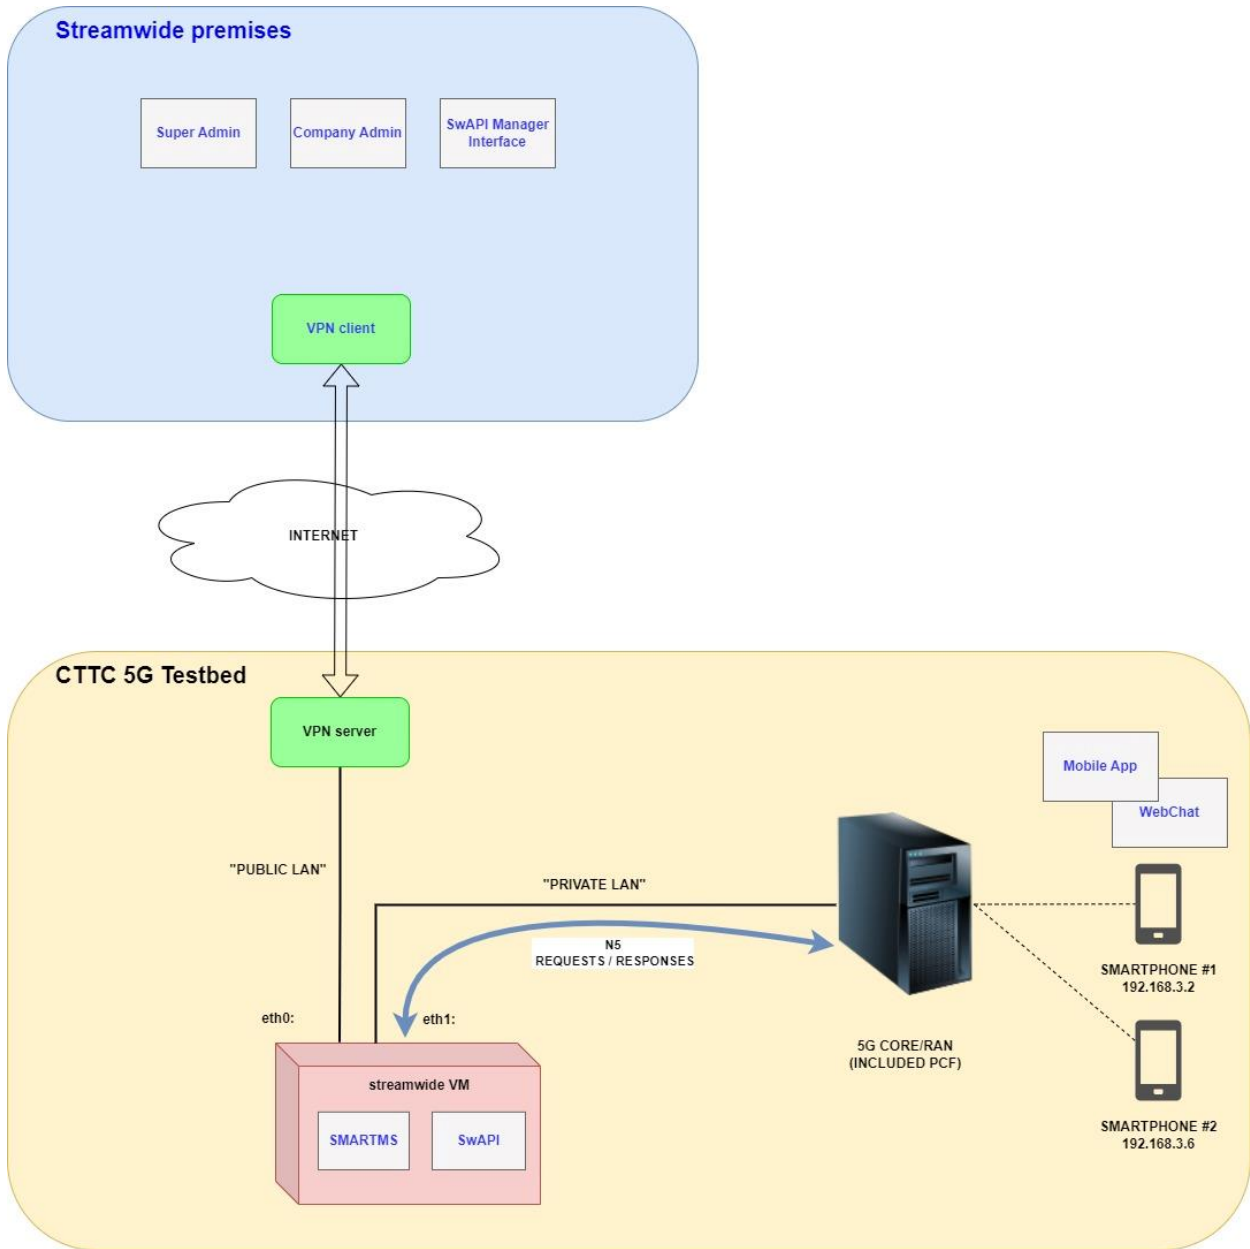 Streamwide premises
Super Admin
Company Admin
SwAPI Manager
Interface
VPN client
INTERNET
CTTC 5G Testbed
VPN server
Mobile App
WebChat
"PUBLIC LAN"
"PRIVATE LAN"
N5
REQUESTS / RESPONSES
SMARTPHONE #1
192.168.3.2
eth0:
eth1:
5G CORE/RAN
(INCLUDED PCF)
streamwide VM
SMARTMS
SwAPI
SMARTPHONE #2
192.168.3.6